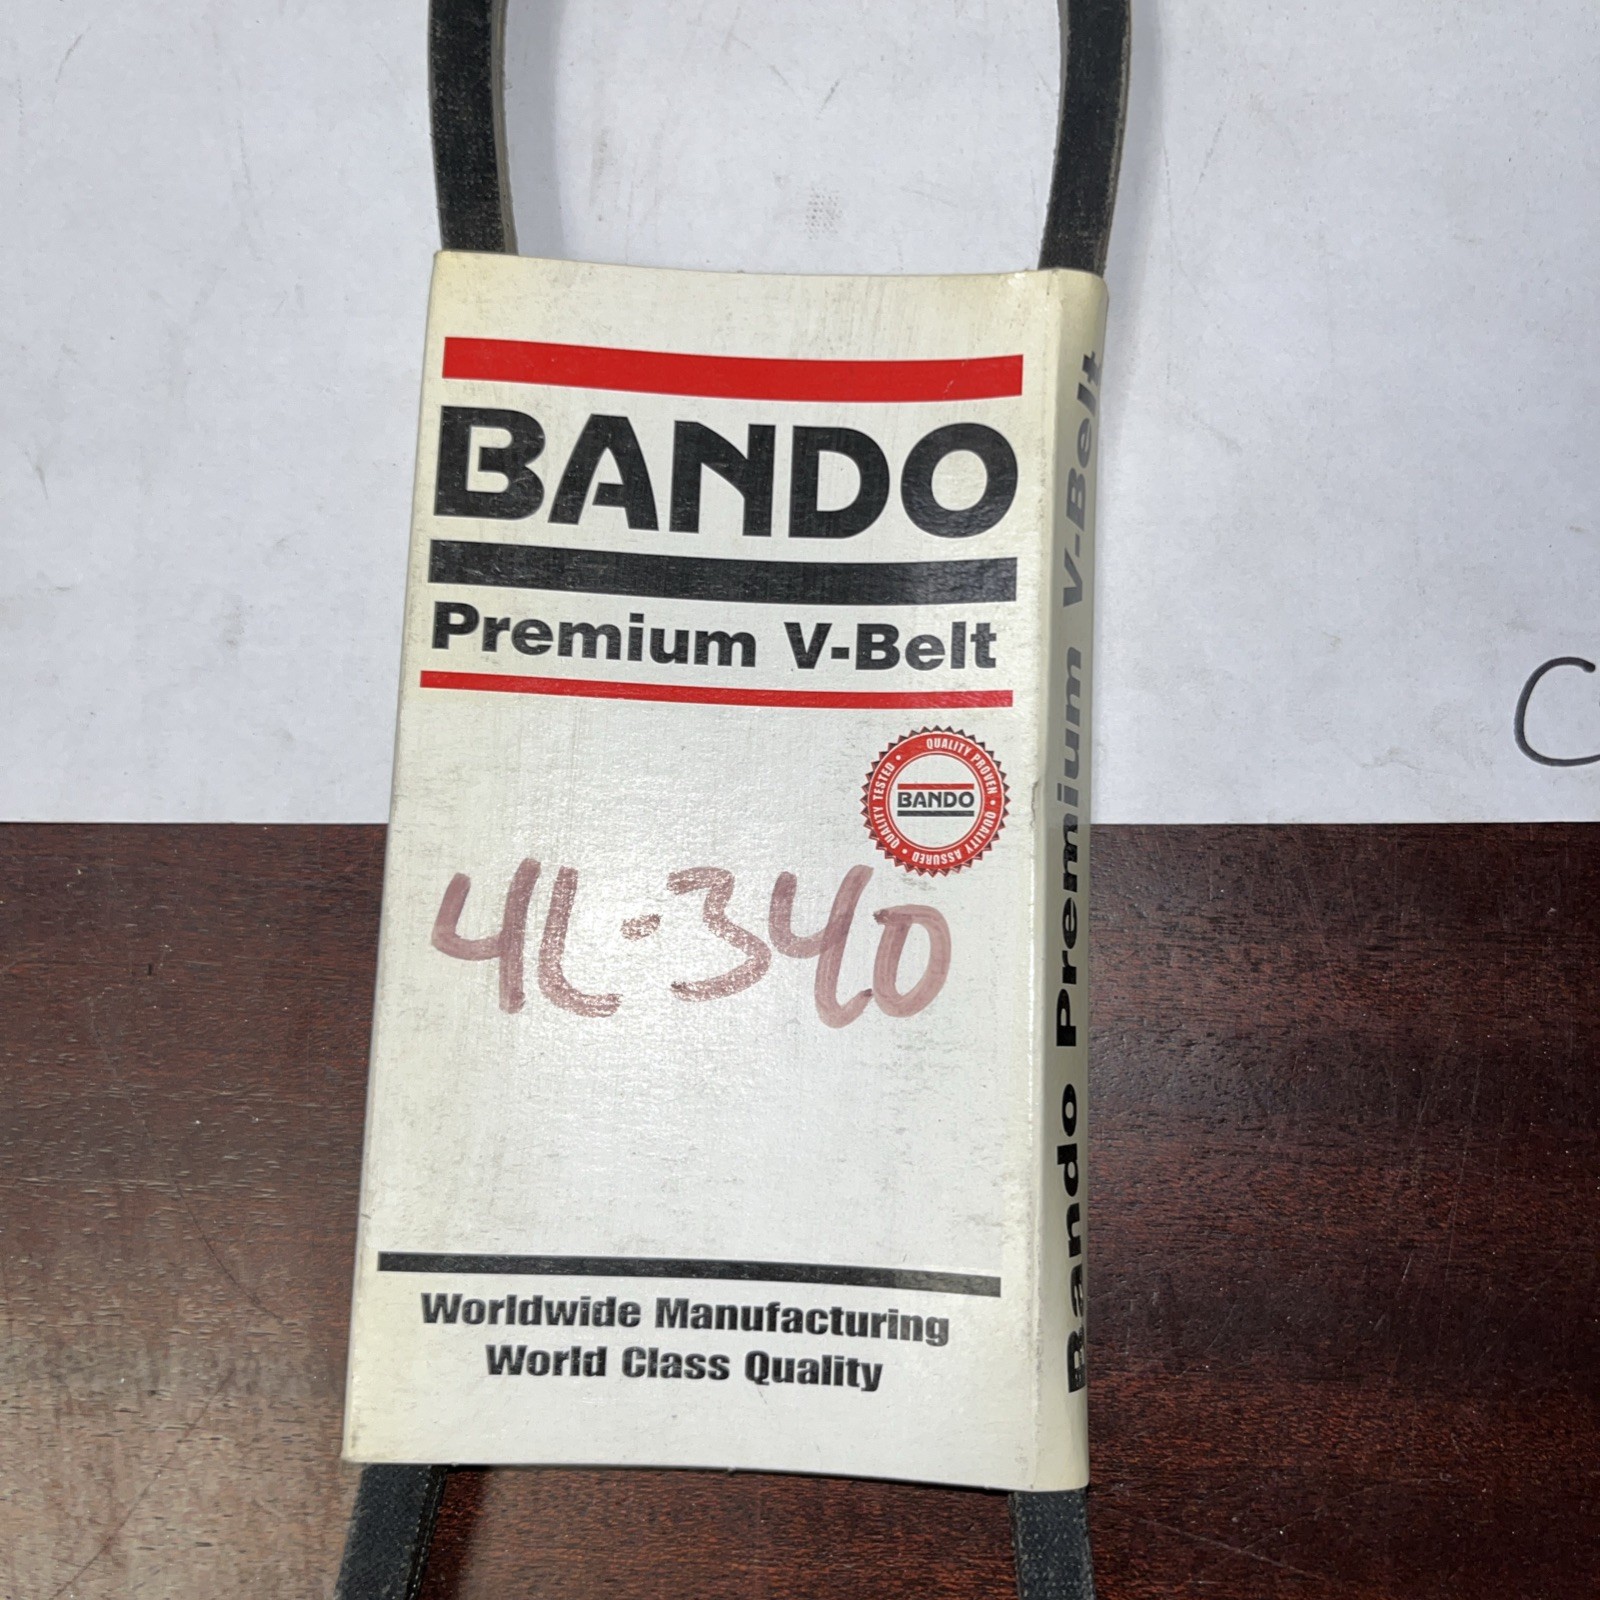 BANDO
Premium V-Belt
QUALITY PROVEN • QUALITY ASSURED • QUALITY TESTED •
BANDO
4L-340
Worldwide Manufacturing
World Class Quality
Bando Premium V-Belt
C